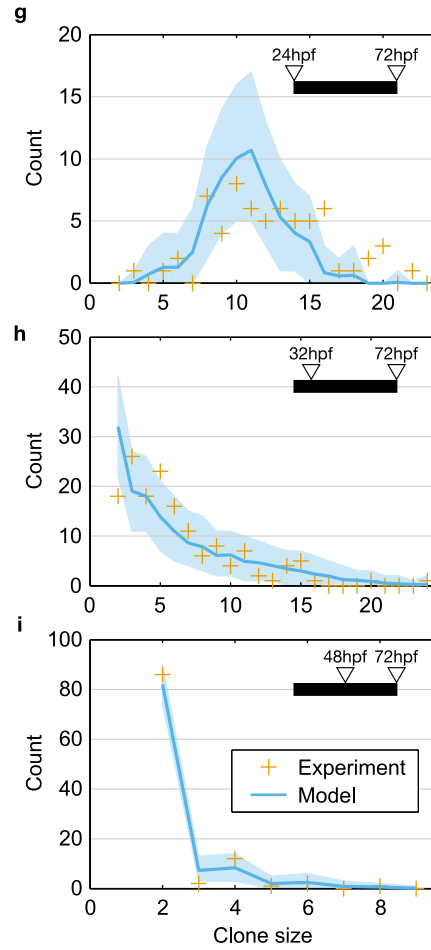 g
20
24hpf 72hpf
15
Count
10
5
0
0 5 10 15 20
h
50
32hpf 72hpf
40
30
Count
20
10
0
0 5 10 15 20
i
100
48hpf 72hpf
80
60
Count
Experiment
40
Model
20
0
0 2 4 6 8
Clone size